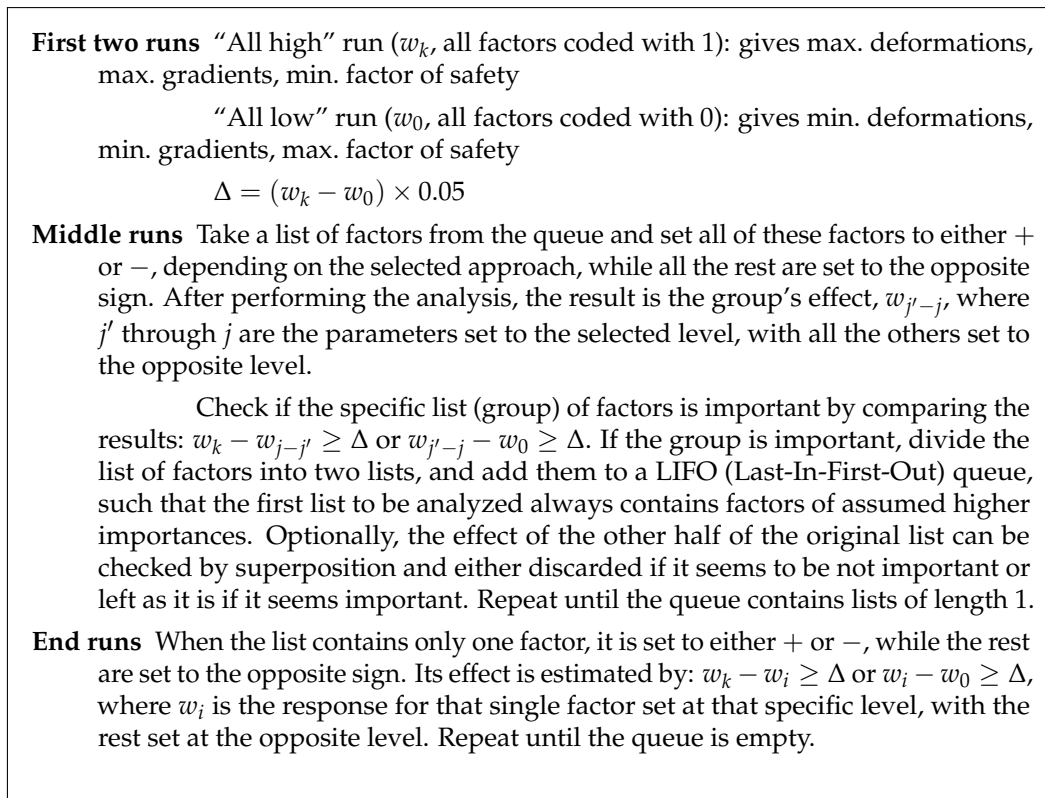 First two runs “All high” run (wₖ, all factors coded with 1): gives max. deformations,
max. gradients, min. factor of safety
“All low” run (w₀, all factors coded with 0): gives min. deformations,
min. gradients, max. factor of safety
Δ = (wₖ − w₀) × 0.05
Middle runs Take a list of factors from the queue and set all of these factors to either +
or −, depending on the selected approach, while all the rest are set to the opposite
sign. After performing the analysis, the result is the group’s effect, w_{j′−j}, where
j′ through j are the parameters set to the selected level, with all the others set to
the opposite level.
Check if the specific list (group) of factors is important by comparing the
results: wₖ − w_{j−j′} ≥ Δ or w_{j′−j} − w₀ ≥ Δ. If the group is important, divide the
list of factors into two lists, and add them to a LIFO (Last-In-First-Out) queue,
such that the first list to be analyzed always contains factors of assumed higher
importances. Optionally, the effect of the other half of the original list can be
checked by superposition and either discarded if it seems to be not important or
left as it is if it seems important. Repeat until the queue contains lists of length 1.
End runs When the list contains only one factor, it is set to either + or −, while the rest
are set to the opposite sign. Its effect is estimated by: wₖ − wᵢ ≥ Δ or wᵢ − w₀ ≥ Δ,
where wᵢ is the response for that single factor set at that specific level, with the
rest set at the opposite level. Repeat until the queue is empty.